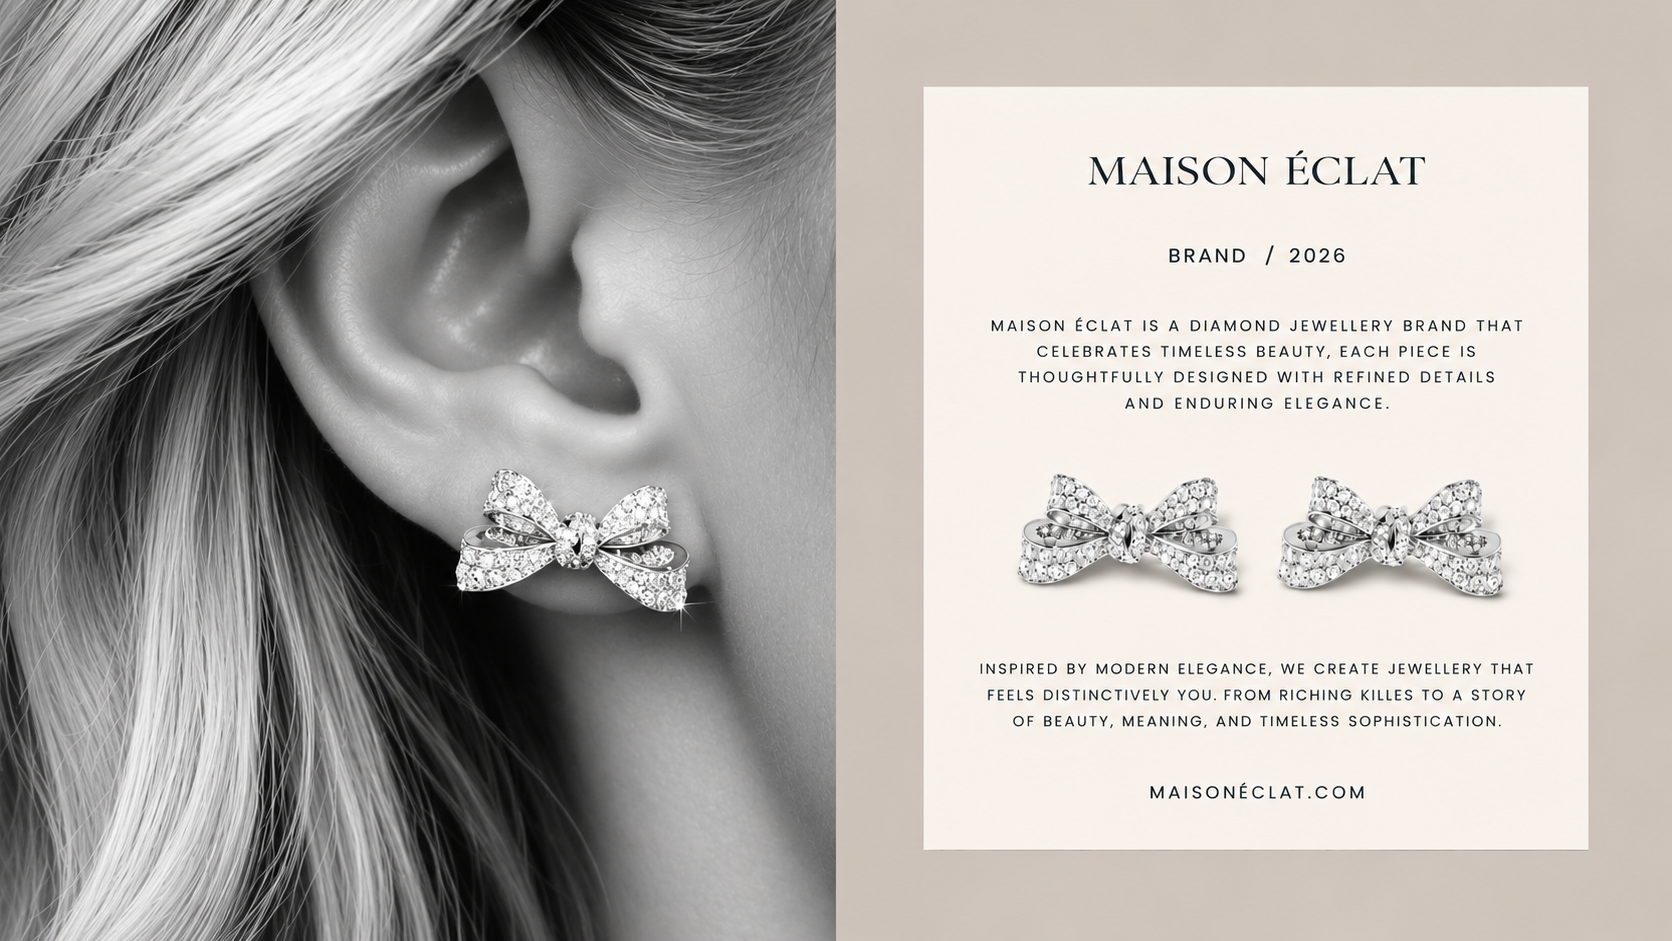 MAISON ÉCLAT
BRAND / 2026
MAISON ÉCLAT IS A DIAMOND JEWELLERY BRAND THAT
CELEBRATES TIMELESS BEAUTY, EACH PIECE IS
THOUGHTFULLY DESIGNED WITH REFINED DETAILS
AND ENDURING ELEGANCE.
INSPIRED BY MODERN ELEGANCE, WE CREATE JEWELLERY THAT
FEELS DISTINCTIVELY YOU. FROM RICHING KILLES TO A STORY
OF BEAUTY, MEANING, AND TIMELESS SOPHISTICATION.
MAISONÉCLAT.COM